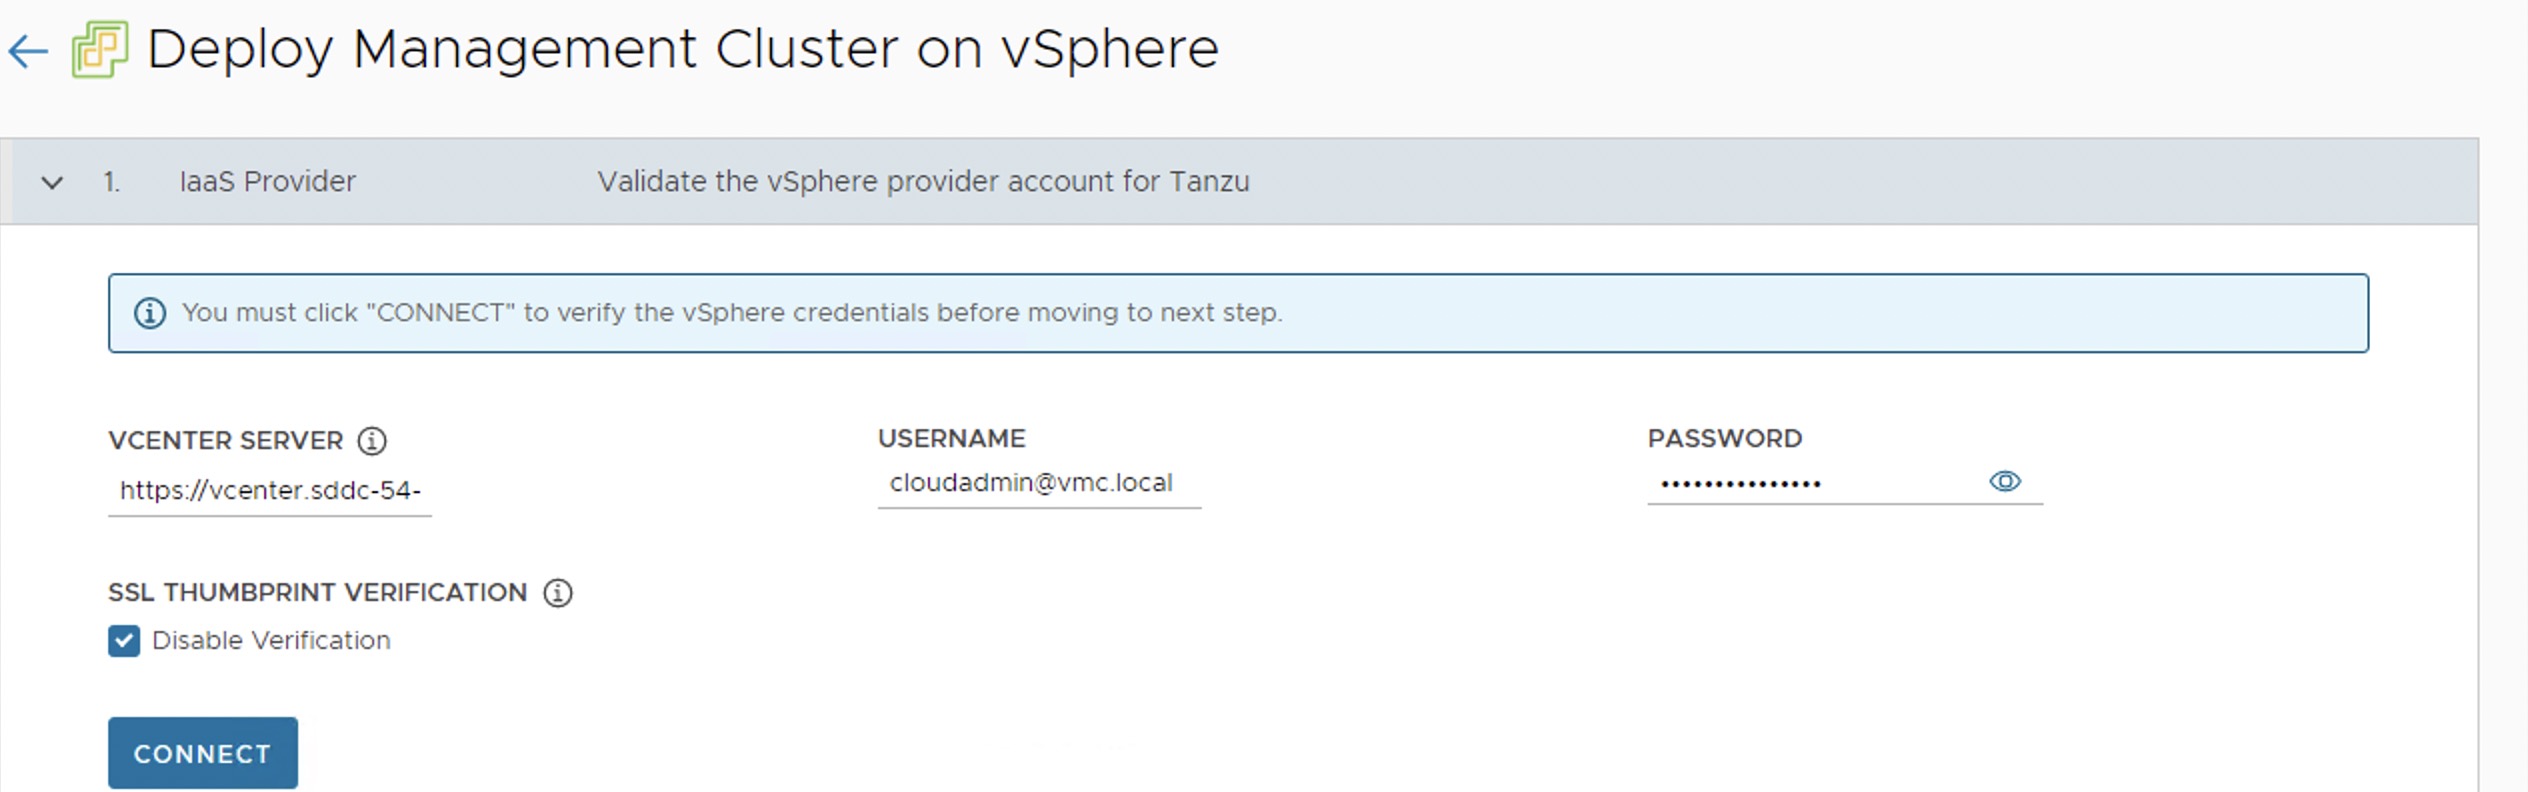 Deploy Management Cluster on vSphere
1. IaaS Provider Validate the vSphere provider account for Tanzu
You must click "CONNECT" to verify the vSphere credentials before moving to next step.
VCENTER SERVER USERNAME PASSWORD
https://vcenter.sddc-54- cloudadmin@vmc.local •••••••••••••••
SSL THUMBPRINT VERIFICATION
Disable Verification
CONNECT